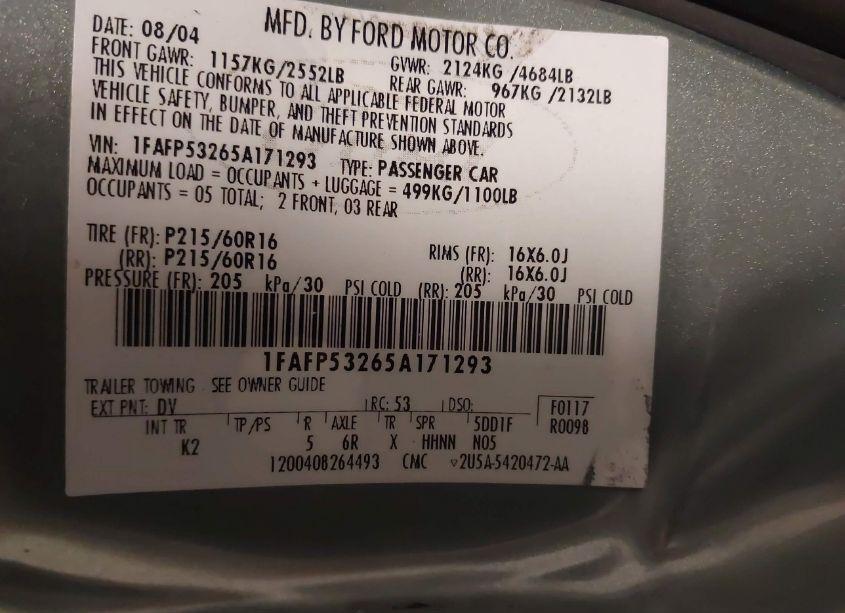 DATE: 08/04 MFD. BY FORD MOTOR CO.
FRONT GAWR: 1157KG/2552LB GVWR: 2124KG /4684LB
REAR GAWR: 967KG /2132LB
THIS VEHICLE CONFORMS TO ALL APPLICABLE FEDERAL MOTOR
VEHICLE SAFETY, BUMPER, AND THEFT PREVENTION STANDARDS
IN EFFECT ON THE DATE OF MANUFACTURE SHOWN ABOVE.
VIN: 1FAFP53265A171293 TYPE: PASSENGER CAR
MAXIMUM LOAD = OCCUPANTS + LUGGAGE = 499KG/1100LB
OCCUPANTS = 05 TOTAL; 2 FRONT, 03 REAR
TIRE (FR): P215/60R16 RIMS (FR): 16X6.0J
(RR): P215/60R16 (RR): 16X6.0J
PRESSURE (FR): 205 kPa/30 PSI COLD (RR): 205 kPa/30 PSI COLD
1FAFP53265A171293
TRAILER TOWING - SEE OWNER GUIDE
EXT PNT: DV RC: 53 DSO: F0117
INT TR TP/PS R AXLE TR SPR 5DD1F R0098
K2 5 6R X HHNN N05
1200408264493 CMC ▽2U5A-5420472-AA